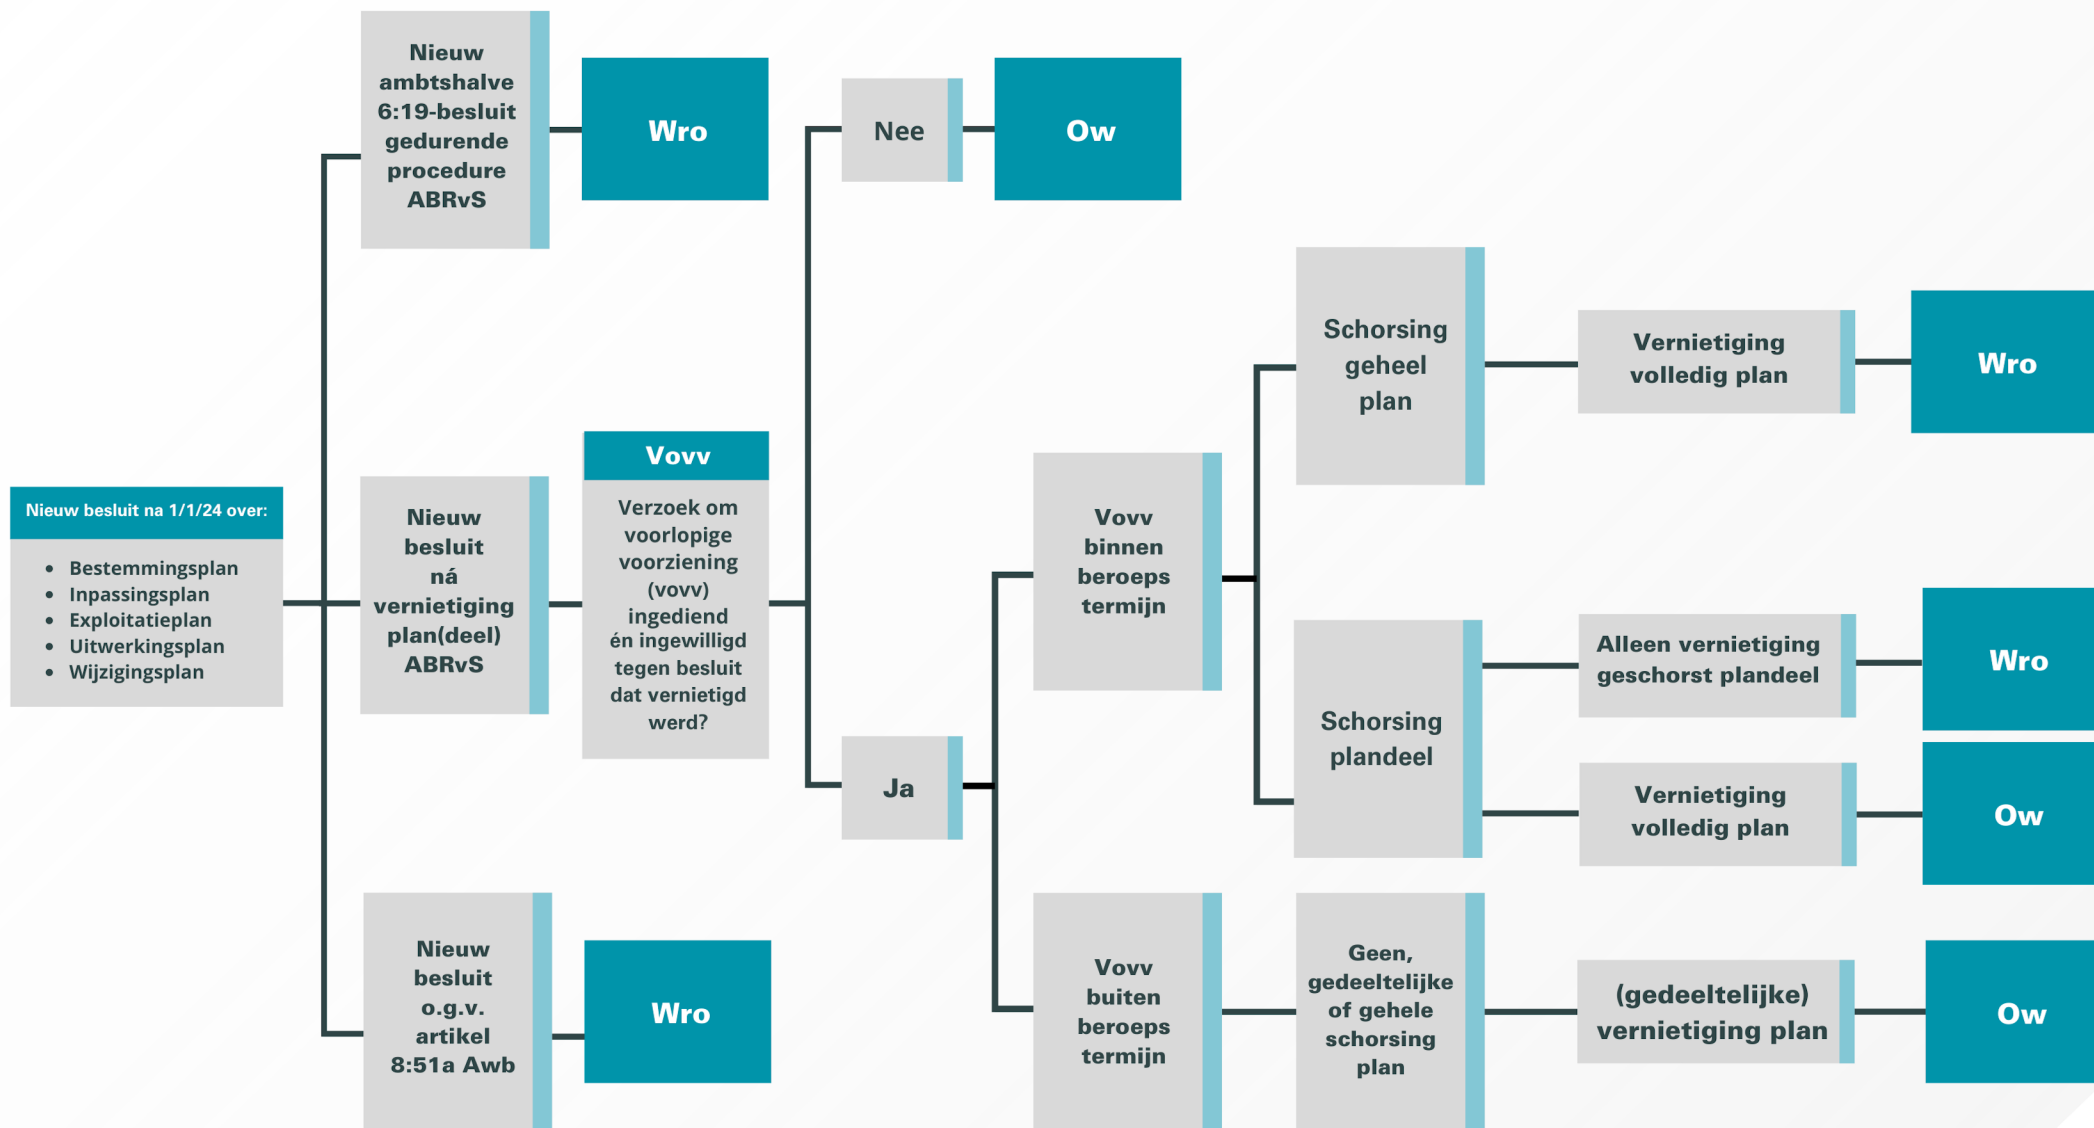 Nieuw besluit na 1/1/24 over:
• Bestemmingsplan
• Inpassingsplan
• Exploitatieplan
• Uitwerkingsplan
• Wijzigingsplan
Nieuw
ambtshalve
6:19-besluit
gedurende
procedure
ABRvS
Wro
Nieuw
besluit
ná
vernietiging
plan(deel)
ABRvS
Vovv
Verzoek om
voorlopige
voorziening
(vovv)
ingediend
én ingewilligd
tegen besluit
dat vernietigd
werd?
Nieuw
besluit
o.g.v.
artikel
8:51a Awb
Wro
Nee
Ow
Ja
Vovv
binnen
beroeps
termijn
Schorsing
geheel
plan
Vernietiging
volledig plan
Wro
Schorsing
plandeel
Alleen vernietiging
geschorst plandeel
Wro
Vernietiging
volledig plan
Ow
Vovv
buiten
beroeps
termijn
Geen,
gedeeltelijke
of gehele
schorsing
plan
(gedeeltelijke)
vernietiging plan
Ow